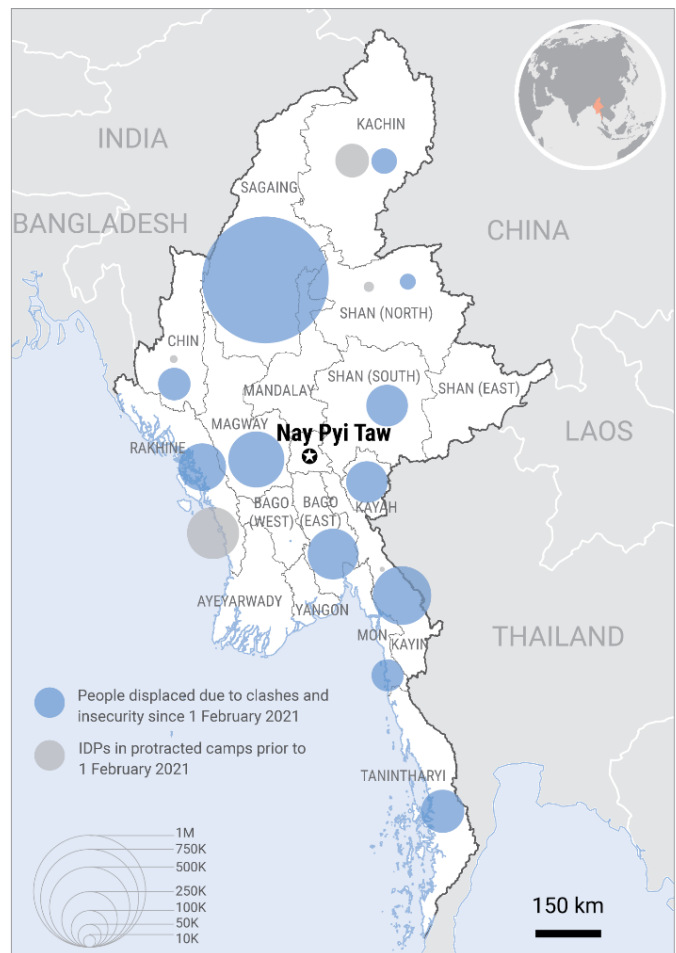 KACHIN
INDIA
SAGAING
BANGLADESH
CHINA
SHAN (NORTH)
CHIN
SHAN (SOUTH)
MANDALAY
SHAN (EAST)
MAGWAY
Nay Pyi Taw
LAOS
RAKHINE
BAGO
(WEST)
BAGO
(EAST)
KAYAH
AYEYARWADY
YANGON
MON
KAYIN
THAILAND
People displaced due to clashes and
insecurity since 1 February 2021
IDPs in protracted camps prior to
1 February 2021
TANINTHARYI
1M
750K
500K
250K
100K
50K
10K
150 km